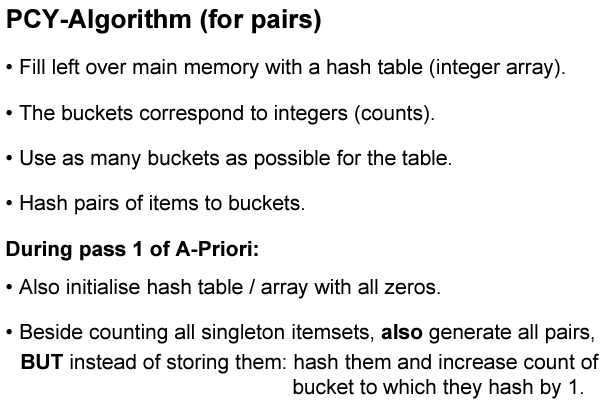 PCY-Algorithm (for pairs)
• Fill left over main memory with a hash table (integer array).
• The buckets correspond to integers (counts).
• Use as many buckets as possible for the table.
• Hash pairs of items to buckets.
During pass 1 of A-Priori:
• Also initialise hash table / array with all zeros.
• Beside counting all singleton itemsets, also generate all pairs,
BUT instead of storing them: hash them and increase count of
bucket to which they hash by 1.